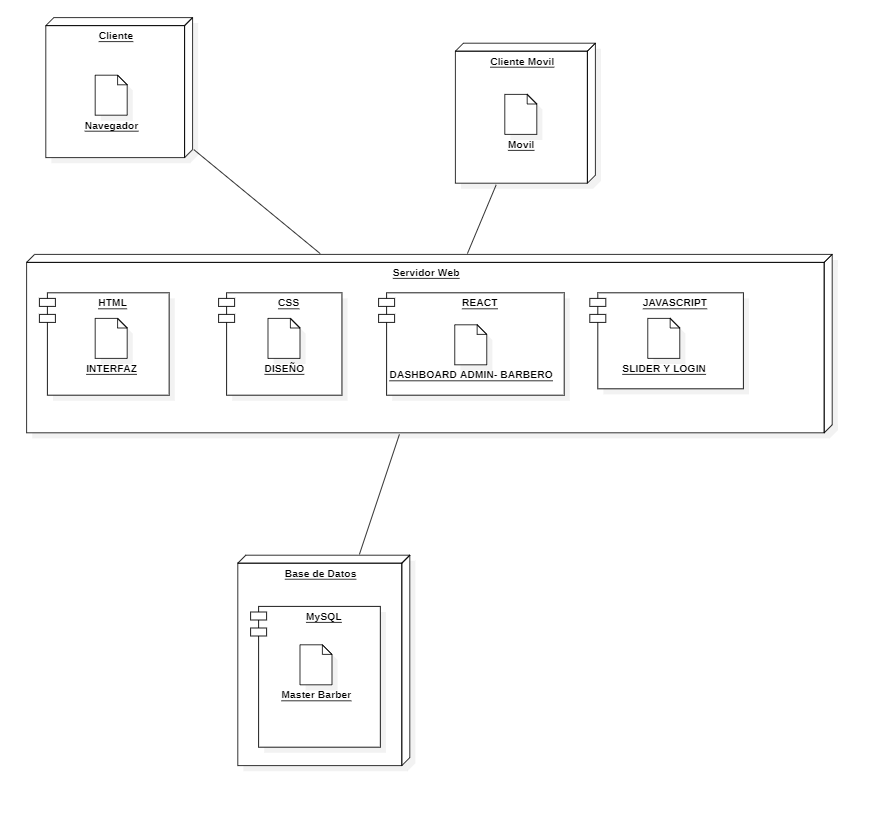 Cliente
Navegador
Cliente Movil
Movil
Servidor Web
HTML
INTERFAZ
CSS
DISEÑO
REACT
DASHBOARD ADMIN- BARBERO
JAVASCRIPT
SLIDER Y LOGIN
Base de Datos
MySQL
Master Barber